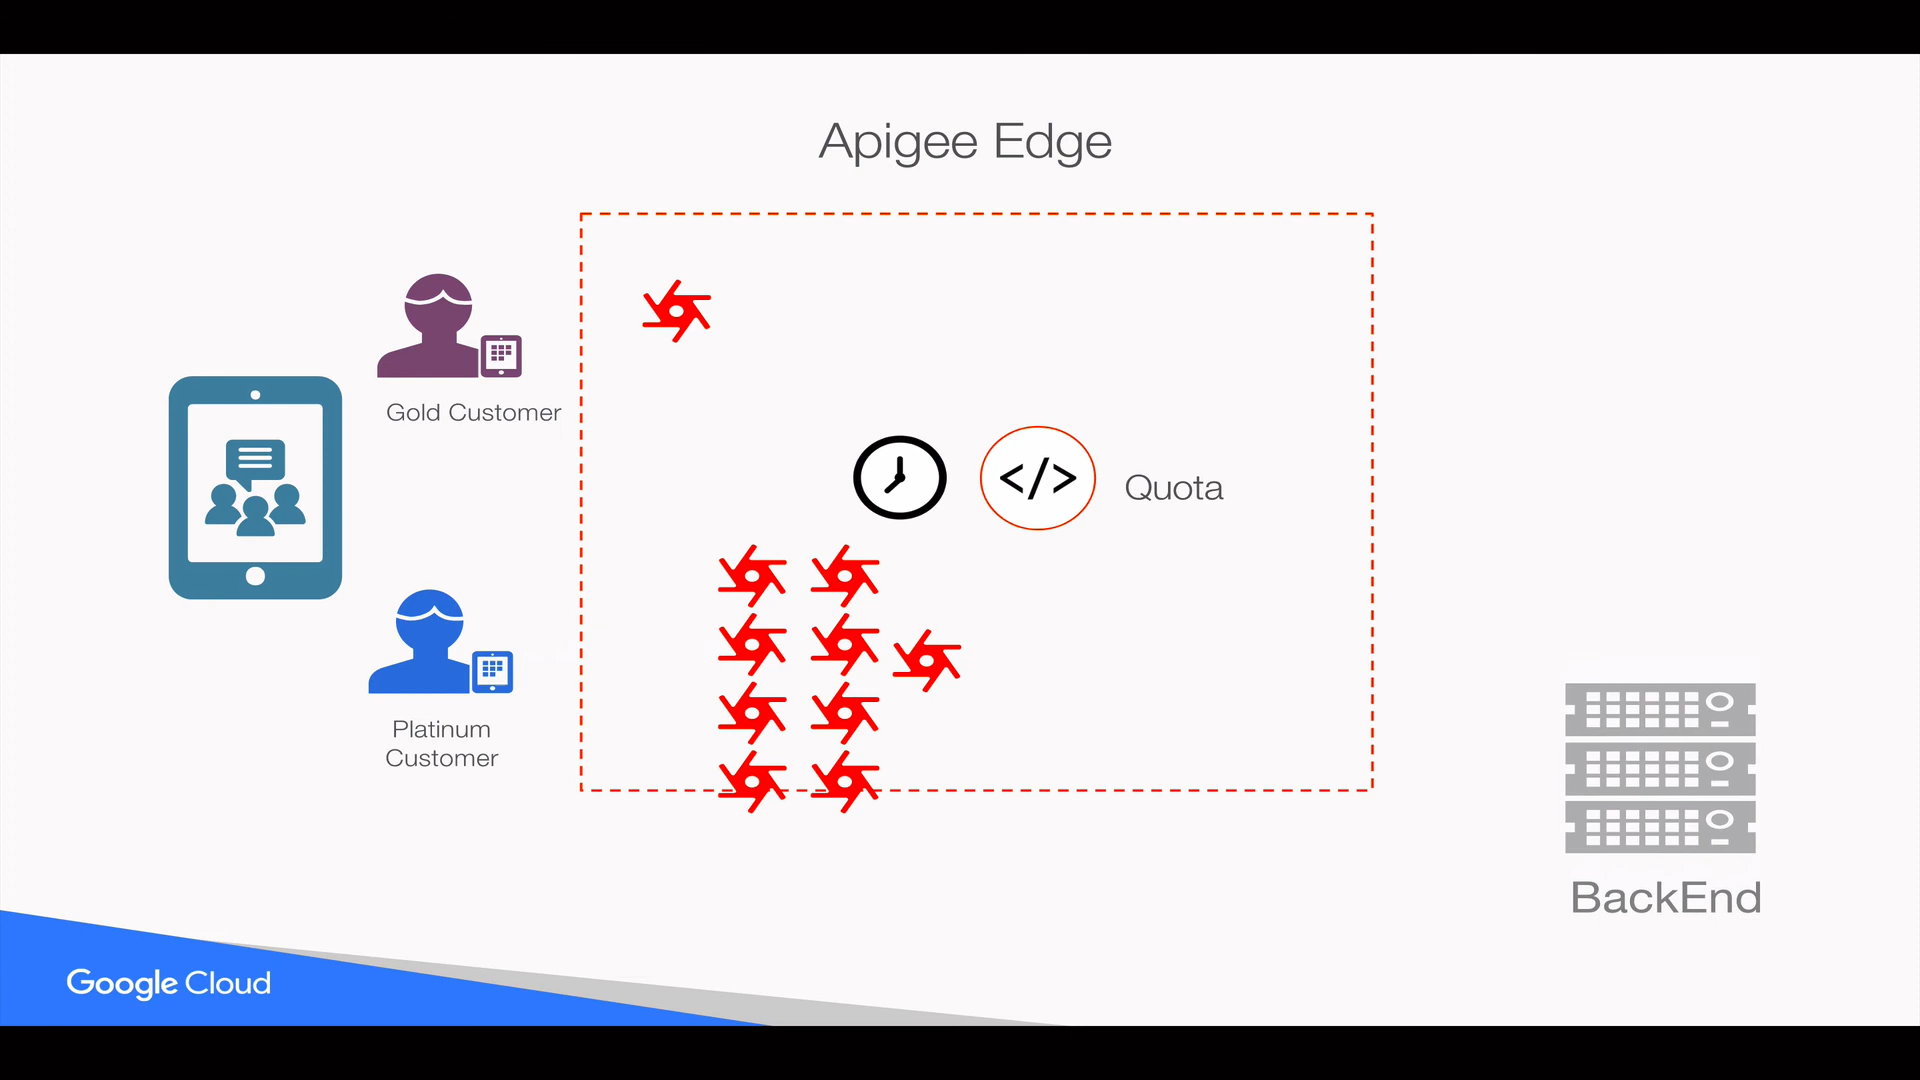 Apigee Edge
Gold Customer
</>
Quota
Platinum
Customer
BackEnd
Google Cloud